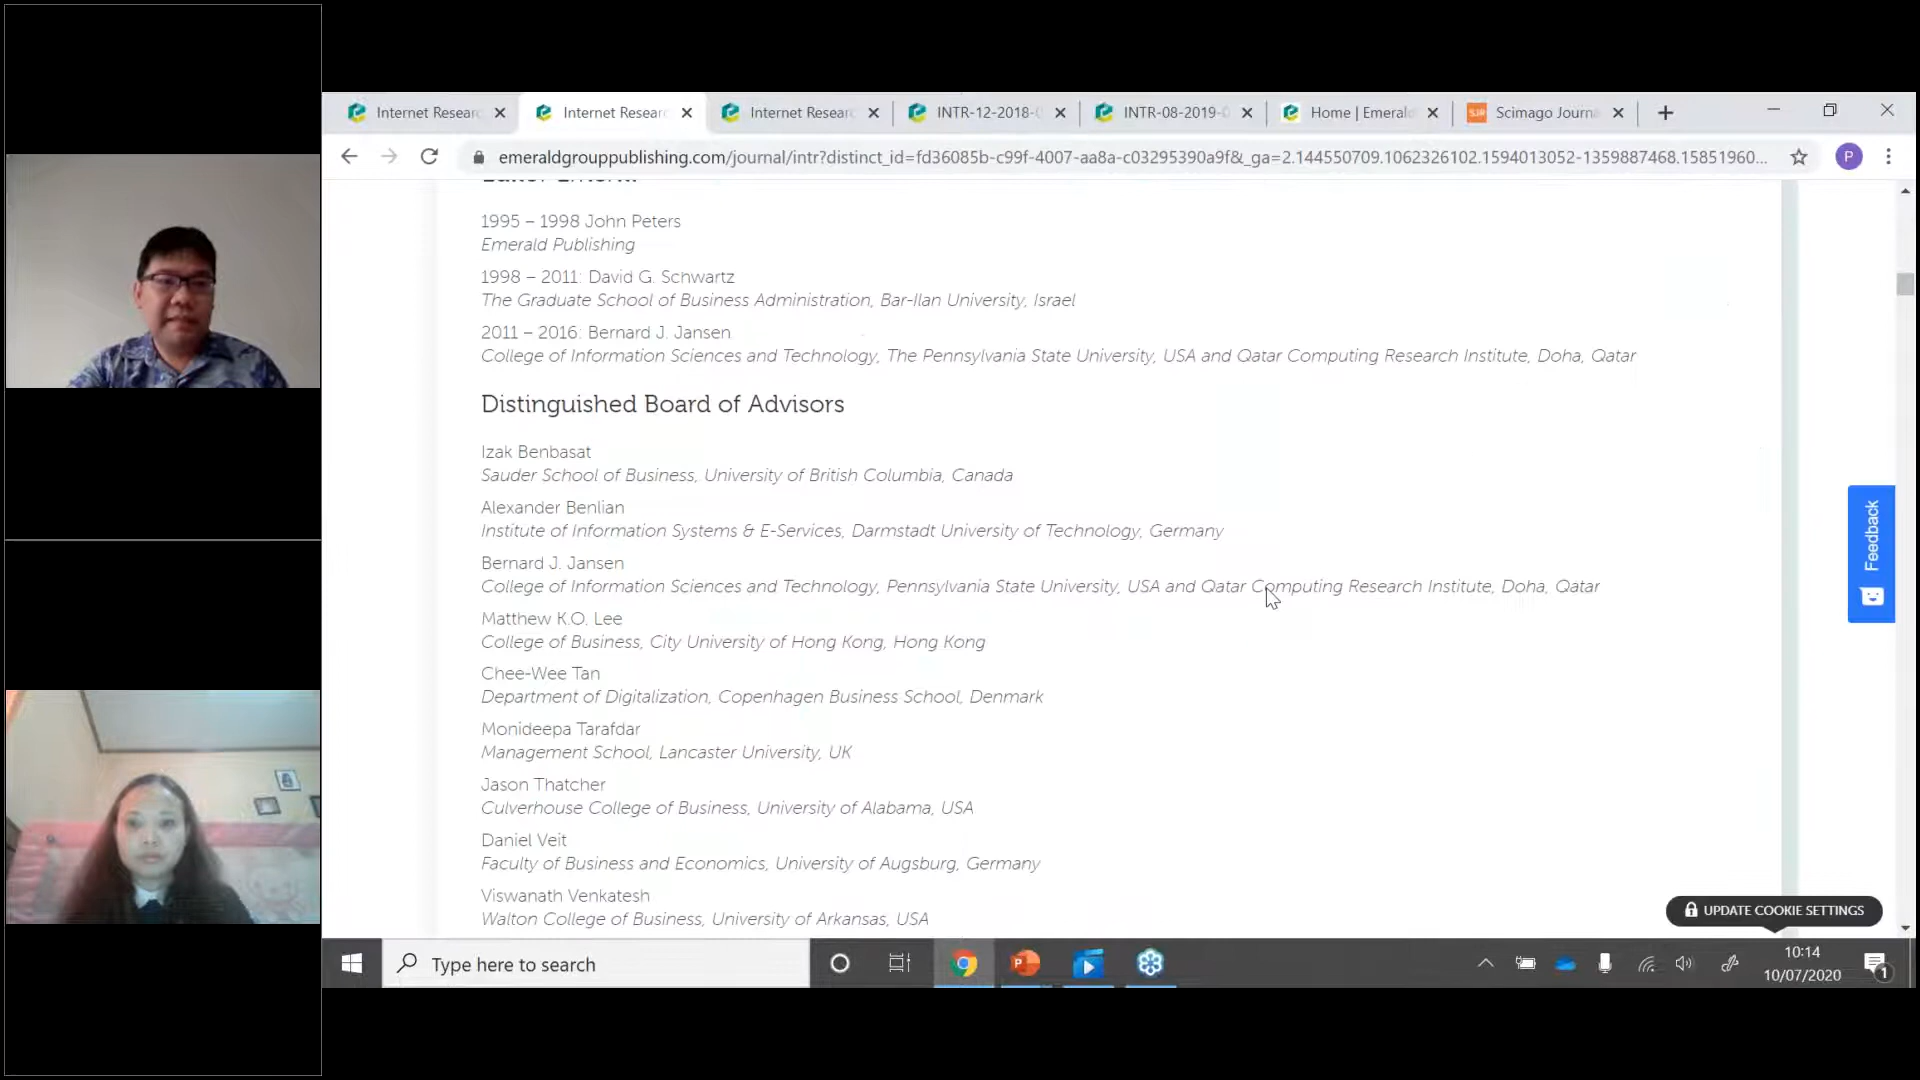 Internet Resear
Internet Resear
Internet Resear
INTR-12-2018-0
INTR-08-2019-0
Home | Emerald
Scimago Journa
emeraldgrouppublishing.com/journal/intr?distinct_id=fd36085b-c99f-4007-aa8a-c03295390a9f&_ga=2.144550709.1062326102.1594013052-1359887468.15851960...
P
1995 – 1998 John Peters
Emerald Publishing
1998 – 2011: David G. Schwartz
The Graduate School of Business Administration, Bar-Ilan University, Israel
2011 – 2016: Bernard J. Jansen
College of Information Sciences and Technology, The Pennsylvania State University, USA and Qatar Computing Research Institute, Doha, Qatar
Distinguished Board of Advisors
Izak Benbasat
Sauder School of Business, University of British Columbia, Canada
Alexander Benlian
Institute of Information Systems & E-Services, Darmstadt University of Technology, Germany
Bernard J. Jansen
College of Information Sciences and Technology, Pennsylvania State University, USA and Qatar Computing Research Institute, Doha, Qatar
Matthew K.O. Lee
College of Business, City University of Hong Kong, Hong Kong
Chee-Wee Tan
Department of Digitalization, Copenhagen Business School, Denmark
Monideepa Tarafdar
Management School, Lancaster University, UK
Jason Thatcher
Culverhouse College of Business, University of Alabama, USA
Daniel Veit
Faculty of Business and Economics, University of Augsburg, Germany
Viswanath Venkatesh
Walton College of Business, University of Arkansas, USA
Feedback
UPDATE COOKIE SETTINGS
Type here to search
10:14
10/07/2020
1